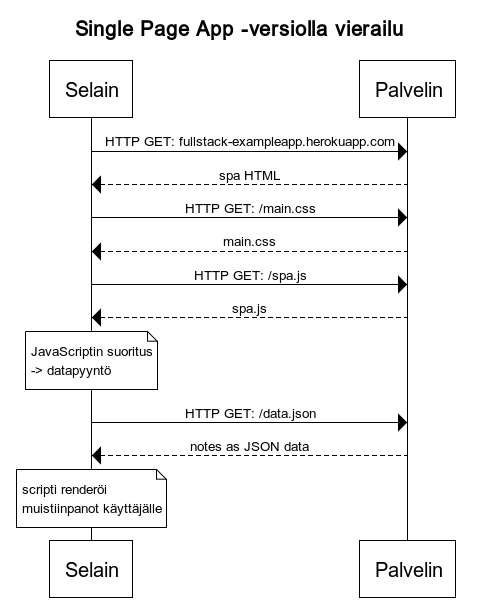 Single Page App -versiolla vierailu
Selain
Palvelin
HTTP GET: fullstack-exampleapp.herokuapp.com
spa HTML
HTTP GET: /main.css
main.css
HTTP GET: /spa.js
spa.js
JavaScriptin suoritus
-> datapyyntö
HTTP GET: /data.json
notes as JSON data
scripti renderöi
muistiinpanot käyttäjälle
Selain
Palvelin